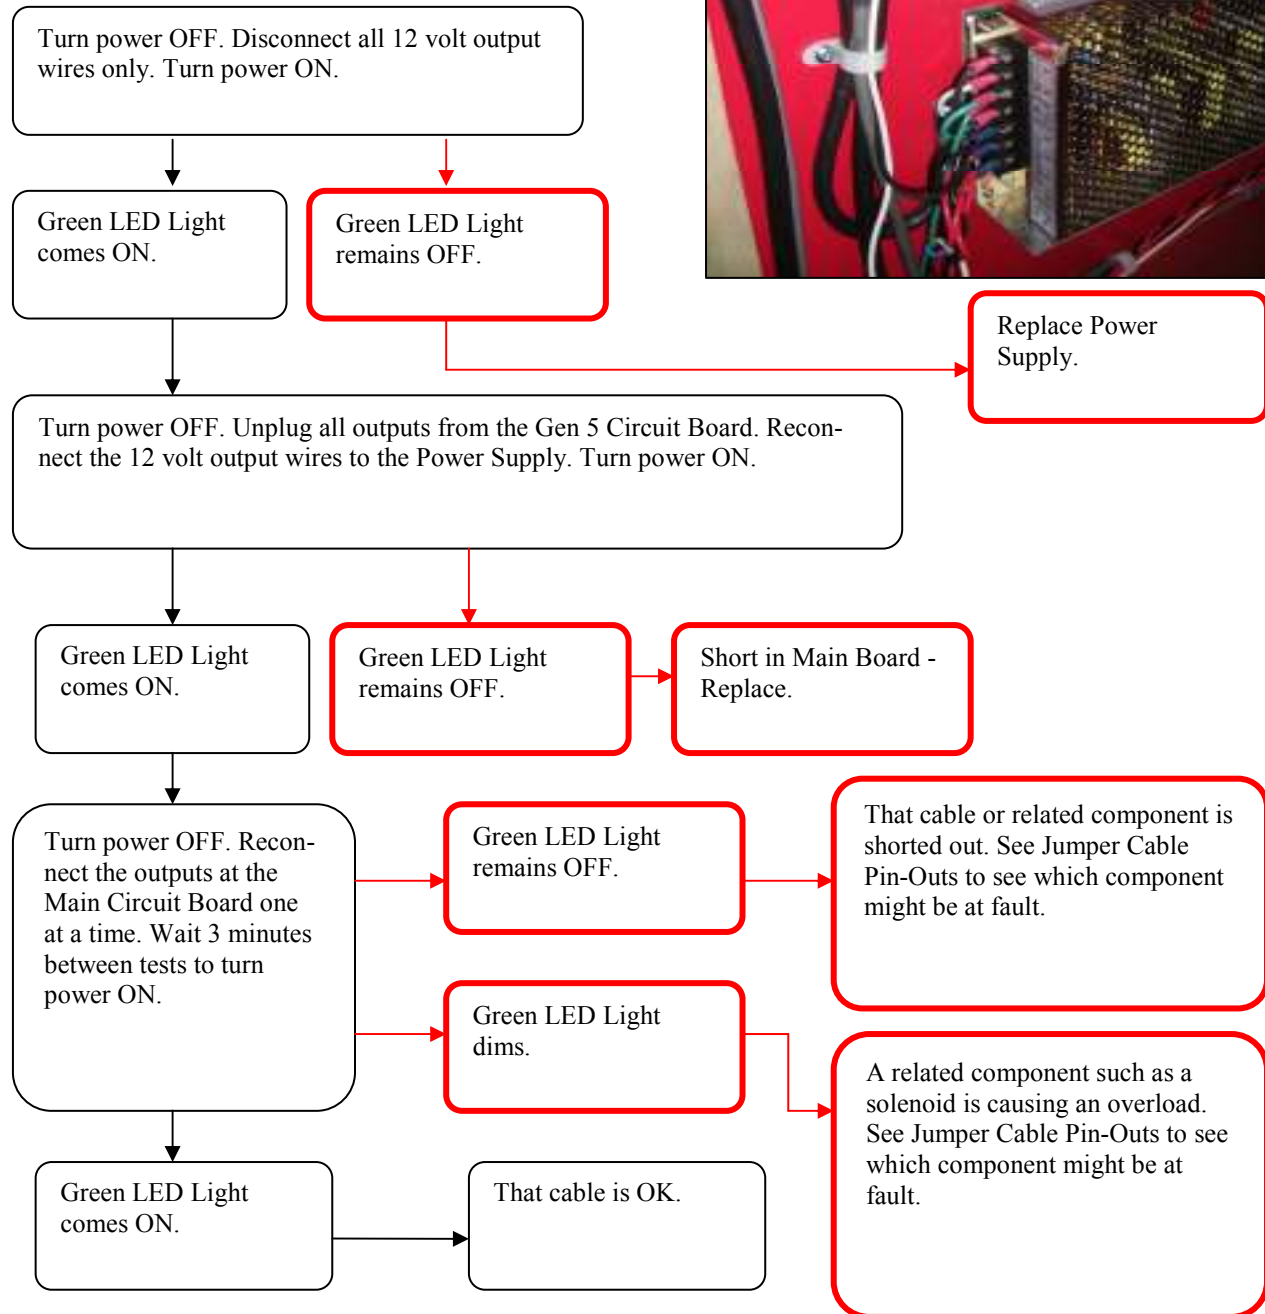 Turn power OFF. Disconnect all 12 volt output
wires only. Turn power ON.
Green LED Light
comes ON.
Green LED Light
remains OFF.
Replace Power
Supply.
Turn power OFF. Unplug all outputs from the Gen 5 Circuit Board. Recon-
nect the 12 volt output wires to the Power Supply. Turn power ON.
Green LED Light
comes ON.
Green LED Light
remains OFF.
Short in Main Board -
Replace.
Turn power OFF. Recon-
nect the outputs at the
Main Circuit Board one
at a time. Wait 3 minutes
between tests to turn
power ON.
Green LED Light
remains OFF.
That cable or related component is
shorted out. See Jumper Cable
Pin-Outs to see which component
might be at fault.
Green LED Light
dims.
A related component such as a
solenoid is causing an overload.
See Jumper Cable Pin-Outs to see
which component might be at
fault.
Green LED Light
comes ON.
That cable is OK.